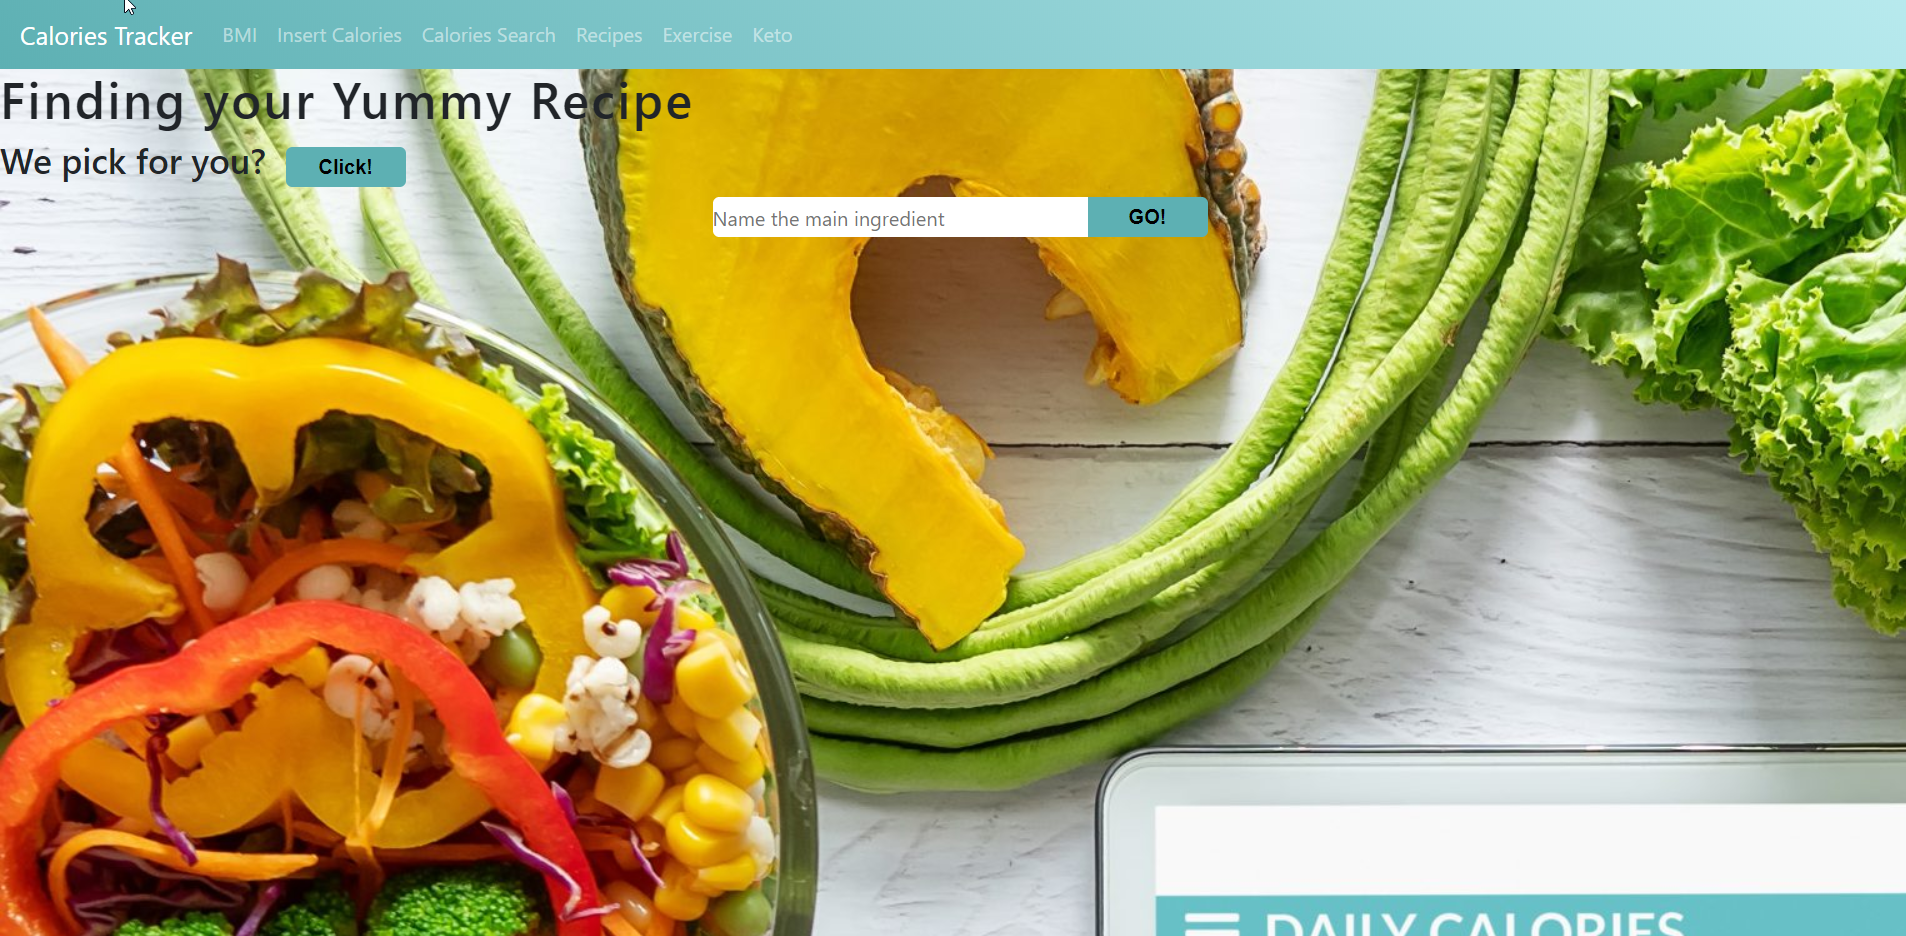 Calories Tracker BMI Insert Calories Calories Search Recipes Exercise Keto
Finding your Yummy Recipe
We pick for you? Click!
Name the main ingredient GO!
DAILY CALORIES